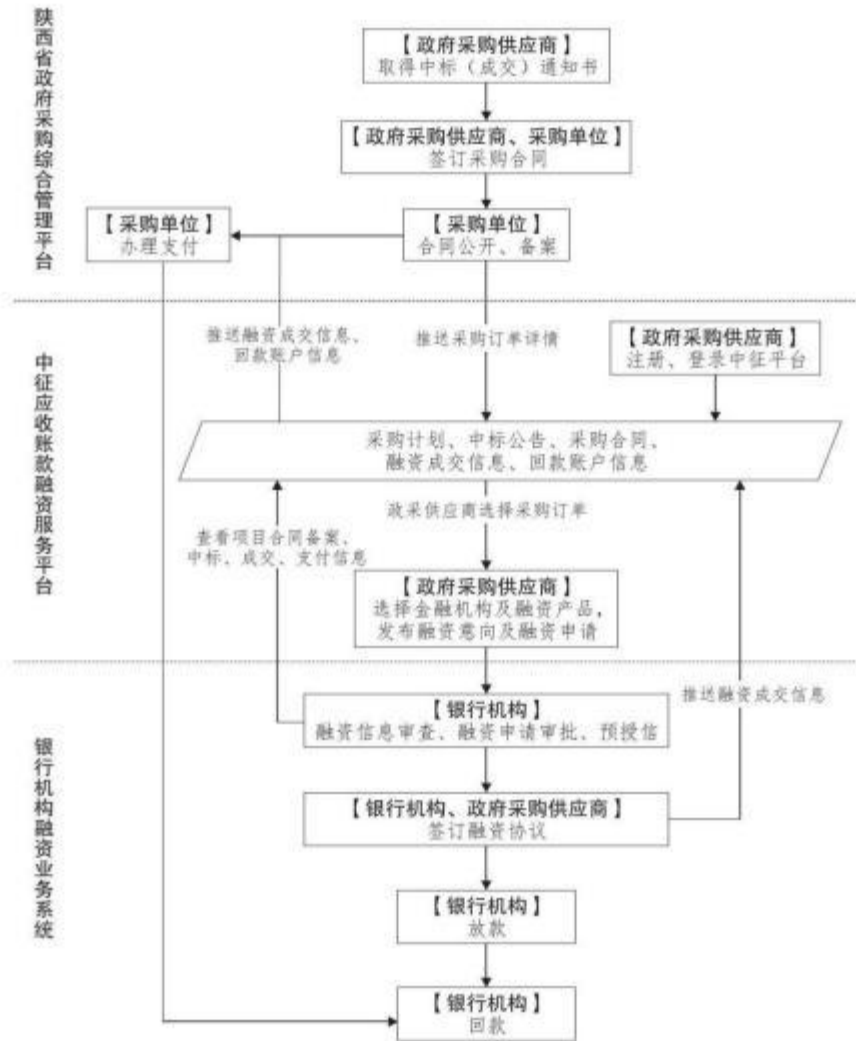 陕西省政府采购综合管理平台
【政府采购供应商】
取得中标（成交）通知书
【政府采购供应商、采购单位】
签订采购合同
【采购单位】
办理支付
【采购单位】
合同公开、备案
中征应收账款融资服务平台
推送融资成交信息、
回款账户信息
推送采购订单详情
【政府采购供应商】
注册、登录中征平台
采购计划、中标公告、采购合同、
融资成交信息、回款账户信息
政采供应商选择采购订单
查看项目合同备案、
中标、成交、支付信息
【政府采购供应商】
选择金融机构及融资产品，
发布融资意向及融资申请
银行机构融资业务系统
【银行机构】
融资信息审查、融资申请审批、预授信
推送融资成交信息
【银行机构、政府采购供应商】
签订融资协议
【银行机构】
放款
【银行机构】
回款